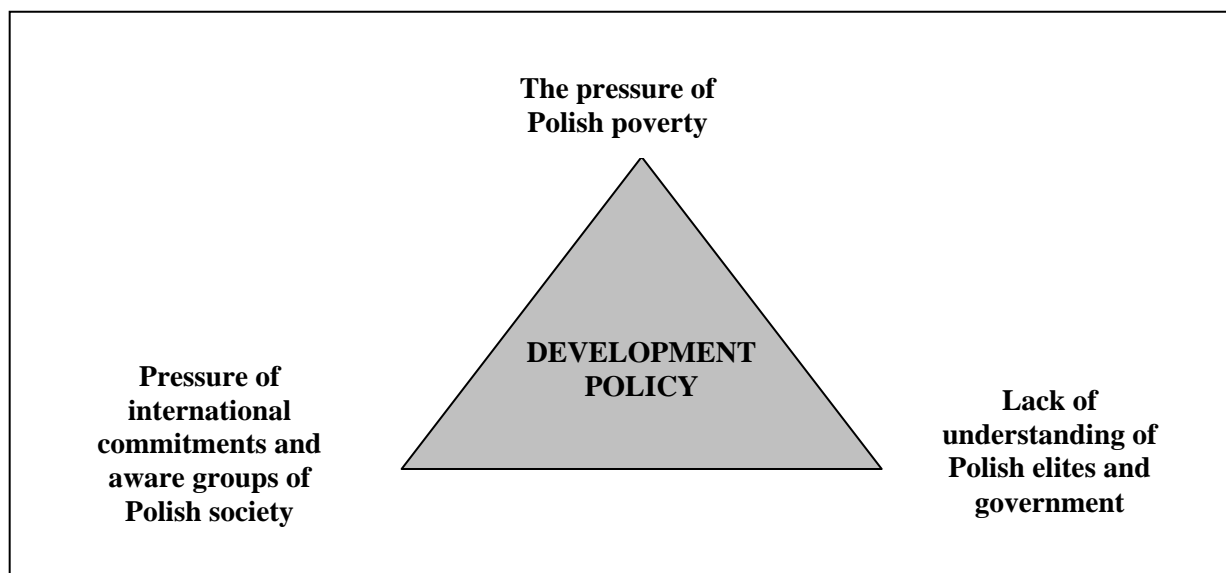 The pressure of
Polish poverty
DEVELOPMENT
POLICY
Pressure of
international
commitments and
aware groups of
Polish society
Lack of
understanding of
Polish elites and
government